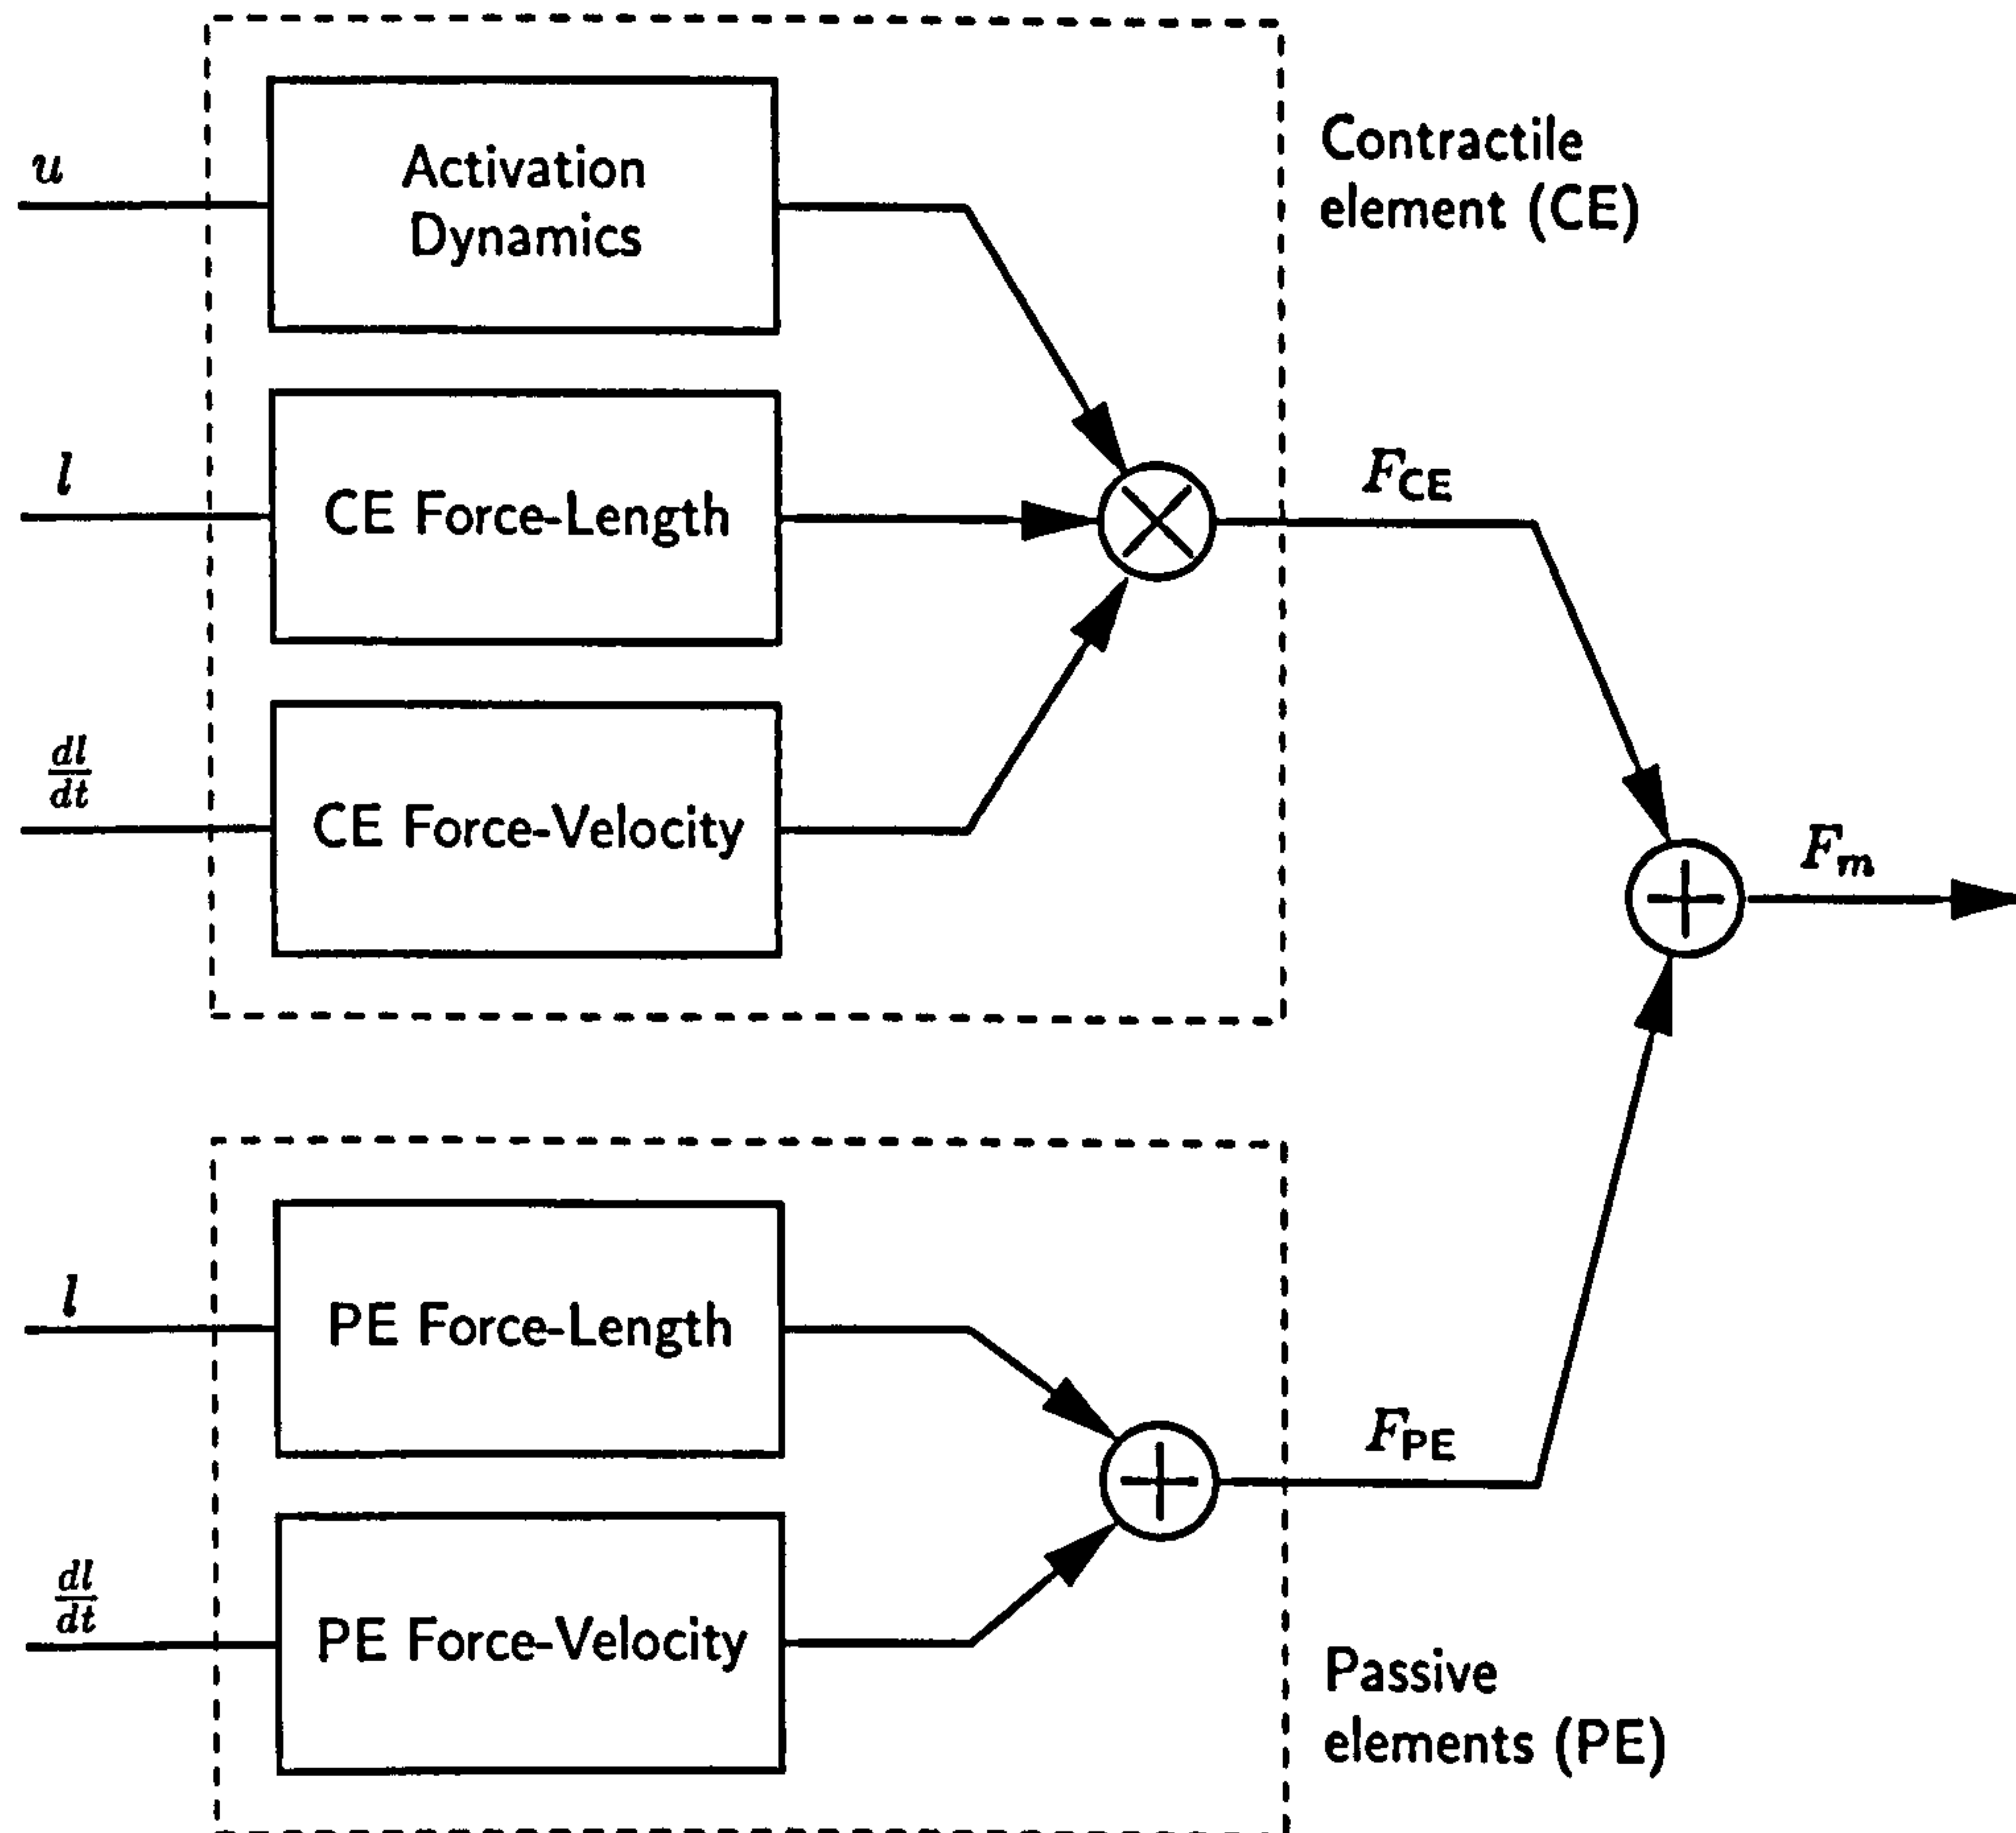 u
Activation
Dynamics
Contractile
element (CE)
l
CE Force-Length
F_CE
dl/dt
CE Force-Velocity
F_m
l
PE Force-Length
F_PE
dl/dt
PE Force-Velocity
Passive
elements (PE)